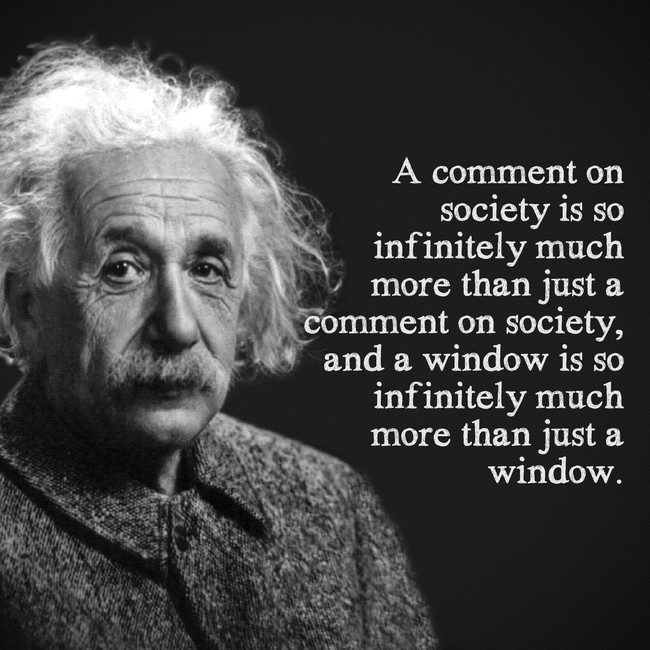 A comment on
society is so
infinitely much
more than just a
comment on society,
and a window is so
infinitely much
more than just a
window.